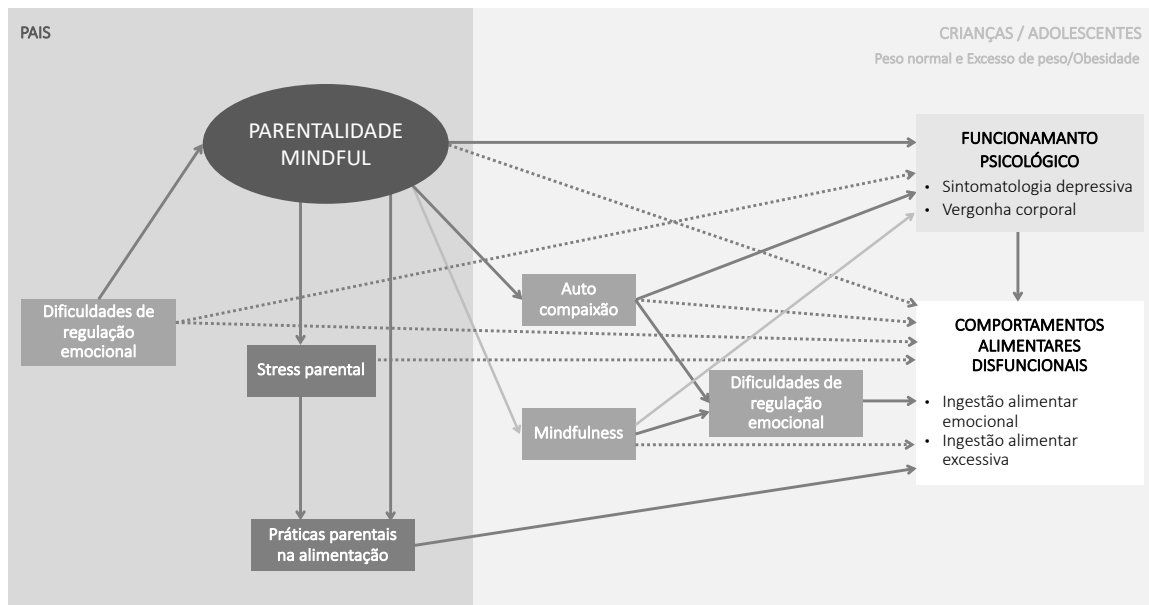 PAIS
CRIANÇAS / ADOLESCENTES
Peso normal e Excesso de peso/Obesidade
PARENTALIDADE
MINDFUL
FUNCIONAMANTO
PSICOLÓGICO
• Sintomatologia depressiva
• Vergonha corporal
Dificuldades de
regulação
emocional
Auto
compaixão
Stress parental
COMPORTAMENTOS
ALIMENTARES
DISFUNCIONAIS
• Ingestão alimentar
emocional
• Ingestão alimentar
excessiva
Dificuldades de
regulação
emocional
Mindfulness
Práticas parentais
na alimentação